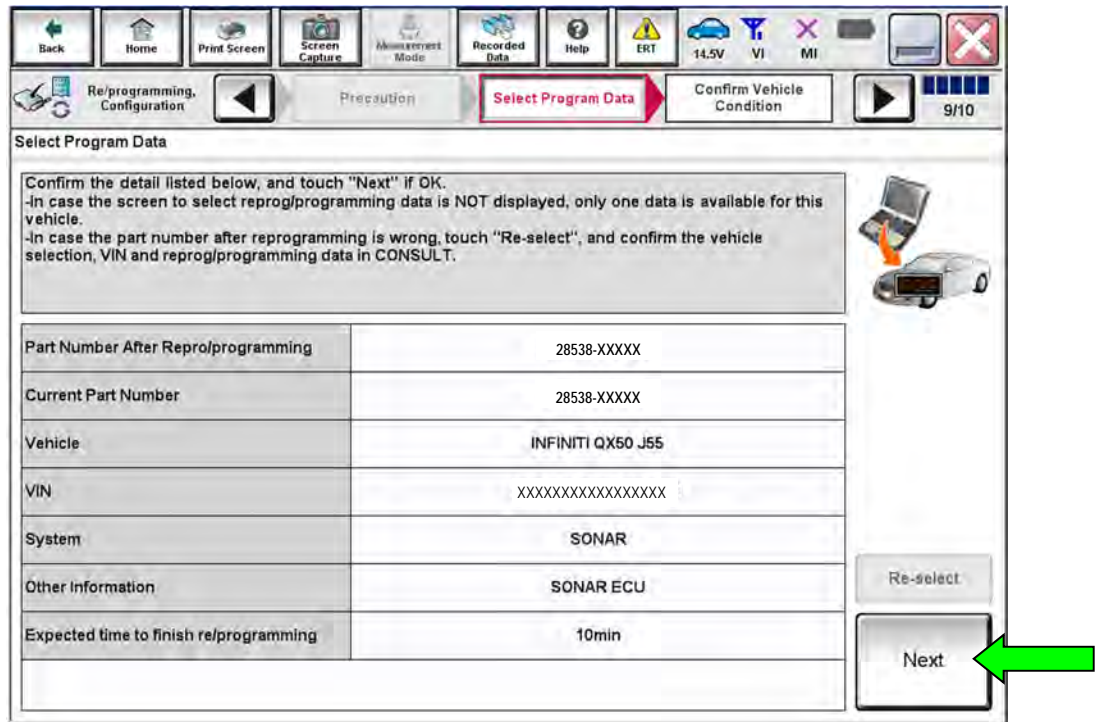 Back
Home
Print Screen
Screen Capture
Measurement Mode
Recorded Data
Help
ERT
14.5V
VI
MI
Re/programming, Configuration
Precaution
Select Program Data
Confirm Vehicle Condition
9/10
Select Program Data
Confirm the detail listed below, and touch "Next" if OK.
-In case the screen to select reprog/programming data is NOT displayed, only one data is available for this
vehicle.
-In case the part number after reprogramming is wrong, touch "Re-select", and confirm the vehicle
selection, VIN and reprog/programming data in CONSULT.
Part Number After Repro/programming
28538-XXXXX
Current Part Number
28538-XXXXX
Vehicle
INFINITI QX50 J55
VIN
XXXXXXXXXXXXXXXXX
System
SONAR
Other Information
SONAR ECU
Expected time to finish re/programming
10min
Re-select
Next